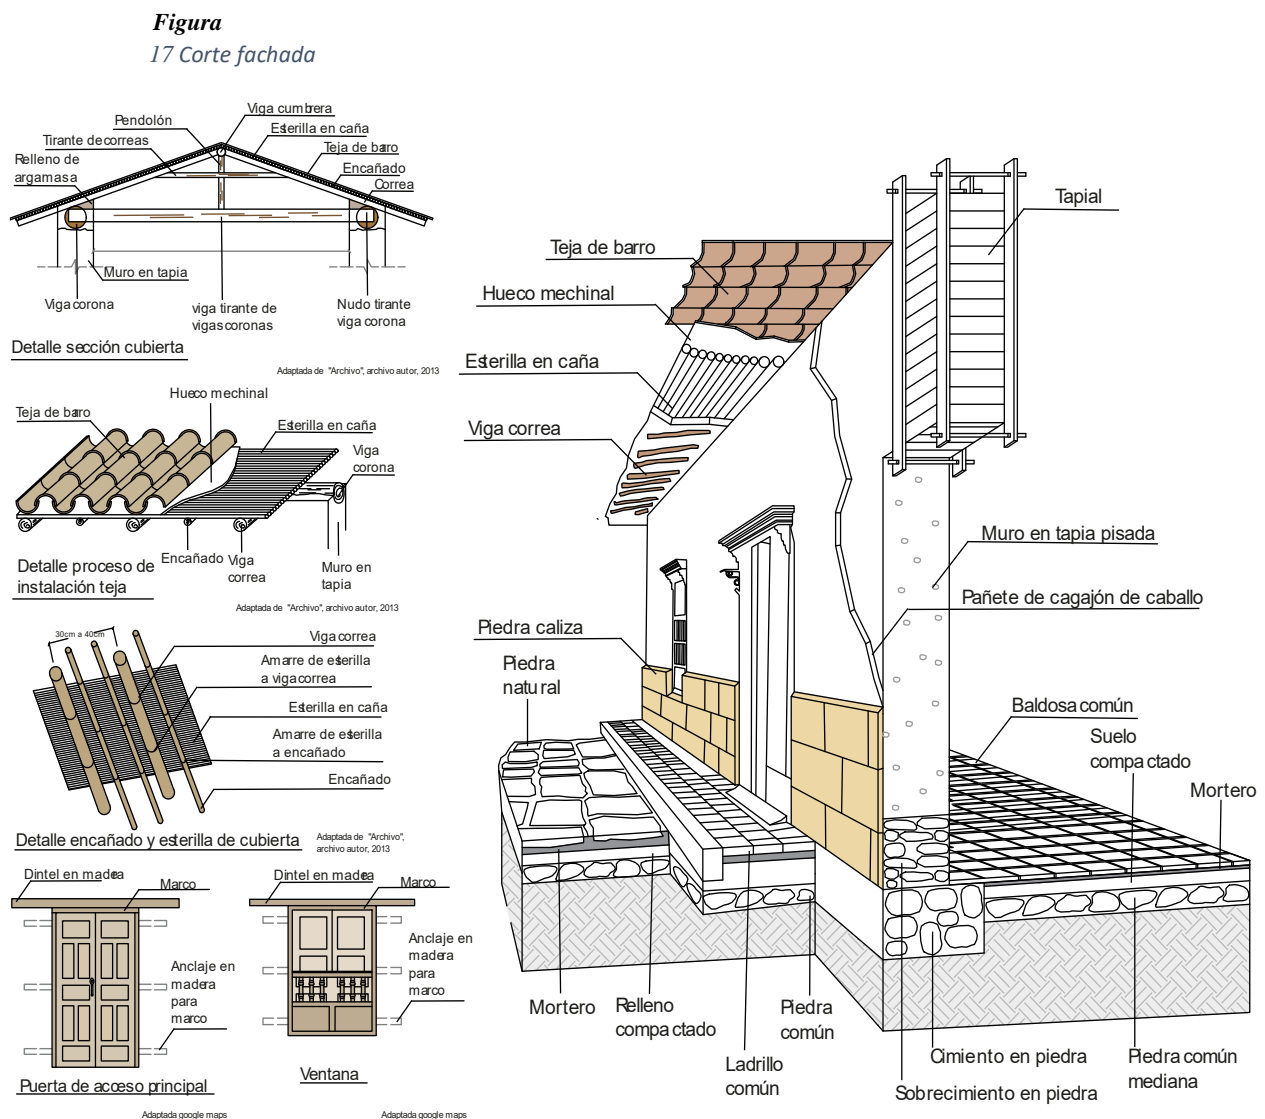 Figura
17 Corte fachada
Viga cumbrera
Pendolón
Esterilla en caña
Tirante de correas
Teja de barro
Relleno de
argamasa
Encañado
Correa
Muro en tapia
Viga corona
viga tirante de
vigas coronas
Nudo tirante
viga corona
Detalle sección cubierta
Adaptada de "Archivo", archivo autor, 2013
Hueco mechinal
Teja de barro
Esterilla en caña
Viga
corona
Encañado
Viga
correa
Muro en
tapia
Detalle proceso de
instalación teja
Adaptada de "Archivo", archivo autor, 2013
30cm a 40cm
Viga correa
Amarre de esterilla
a viga correa
Esterilla en caña
Amarre de esterilla
a encañado
Encañado
Detalle encañado y esterilla de cubierta
Adaptada de "Archivo",
archivo autor, 2013
Dintel en madera
Marco
Anclaje en
madera
para
marco
Puerta de acceso principal
Adaptada google maps
Dintel en madera
Marco
Anclaje en
madera
para
marco
Ventana
Adaptada google maps
Tapial
Teja de barro
Hueco mechinal
Esterilla en caña
Viga correa
Muro en tapia pisada
Pañete de cagajón de caballo
Piedra caliza
Piedra
natural
Baldosa común
Suelo
compactado
Mortero
Mortero
Relleno
compactado
Piedra
común
Ladrillo
común
Cimiento en piedra
Sobrecimiento en piedra
Piedra común
mediana